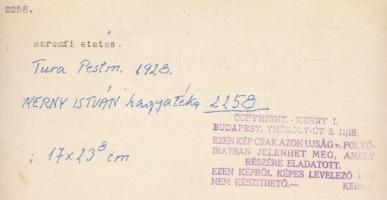 2258.
baromfi etetés.
Tura Pestm. 1928.
KERNY ISTVÁN hagyatéka 2258
COPYRIGHT.- KERNY I.
BUDAPEST, THÖKÖLY-ÚT 3. II/18.
EZEN KÉP CSAK AZON UJSÁG v. FOLYÓ-
IRATBAN JELENHET MEG, AMELY
RÉSZÉRE ELADATOTT.
EZEN KÉPRŐL KÉPES LEVELEZŐ LAP
NEM KÉSZITHETŐ.— KERNY
: 17x23⁸ cm